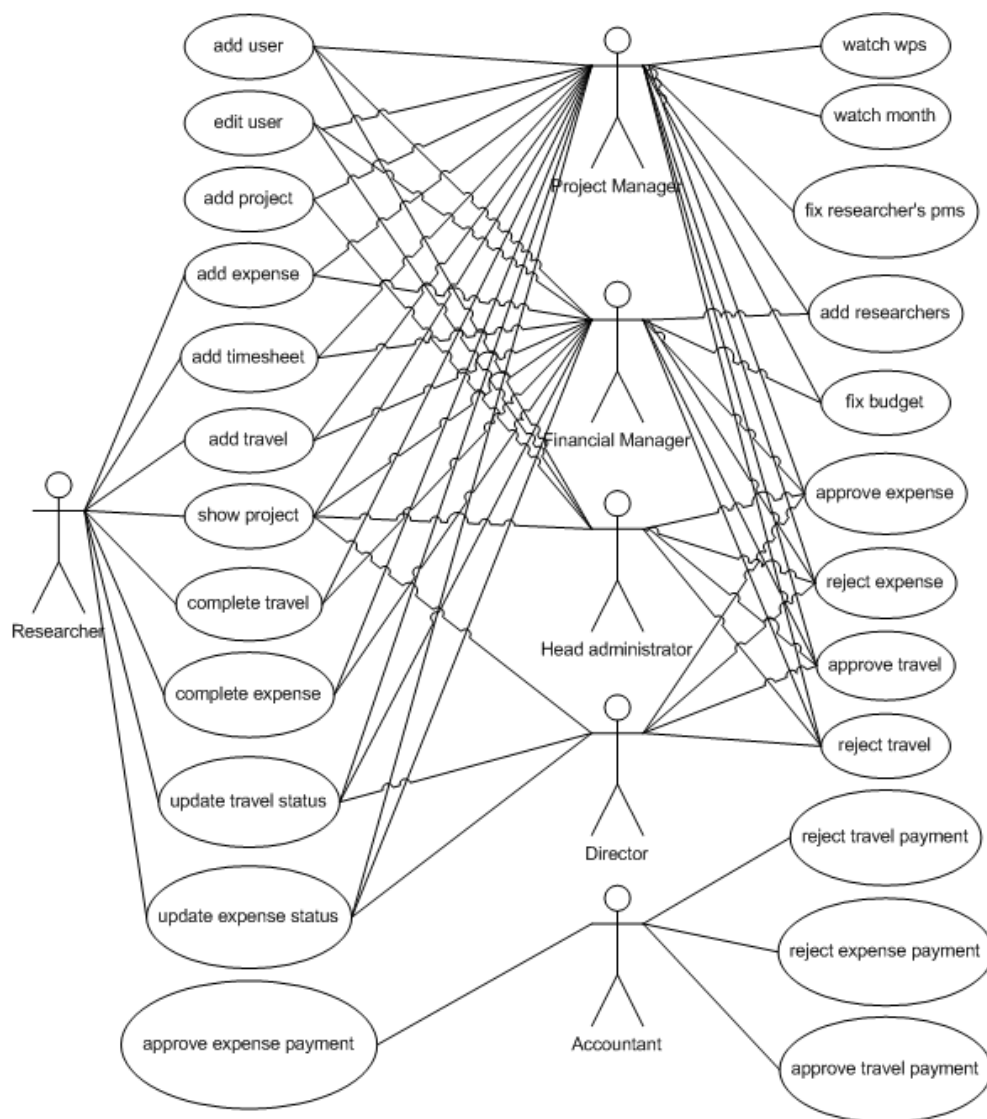 add user
watch wps
edit user
watch month
Project Manager
add project
fix researcher's pms
add expense
add researchers
add timesheet
fix budget
add travel
Financial Manager
approve expense
show project
reject expense
complete travel
Researcher
Head administrator
approve travel
complete expense
reject travel
update travel status
reject travel payment
Director
update expense status
reject expense payment
approve expense payment
Accountant
approve travel payment